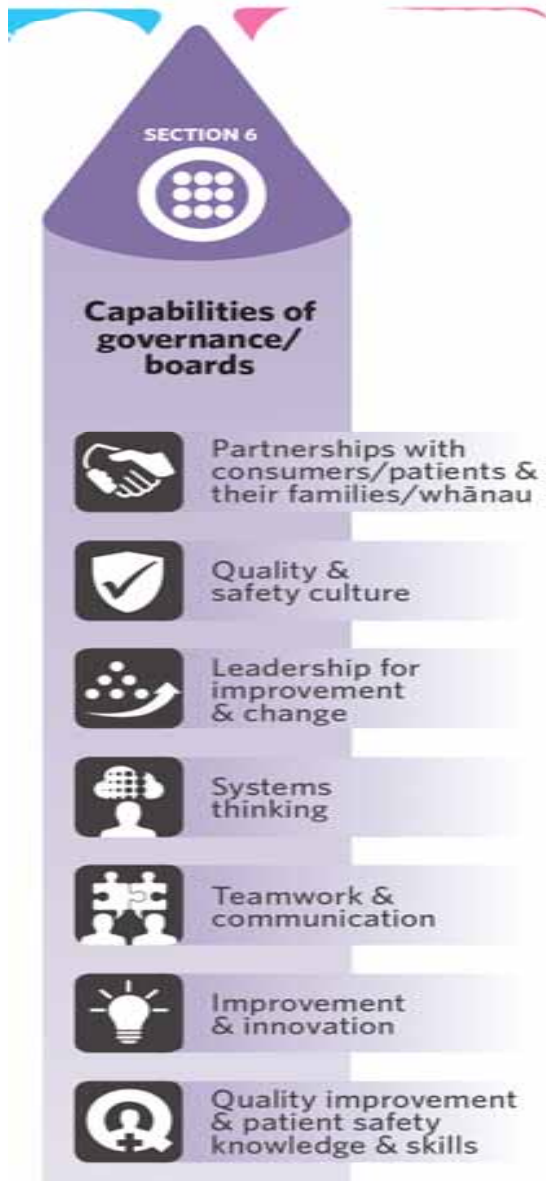 SECTION 6
Capabilities of
governance/
boards
Partnerships with
consumers/patients &
their families/whānau
Quality &
safety culture
Leadership for
improvement
& change
Systems
thinking
Teamwork &
communication
Improvement
& innovation
Quality improvement
& patient safety
knowledge & skills